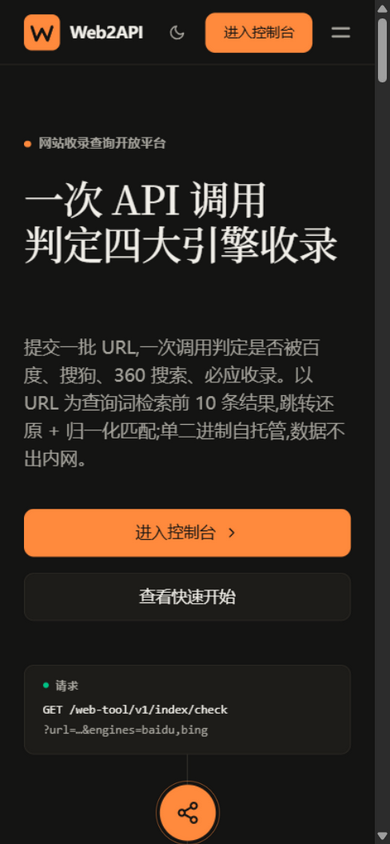 W Web2API 进入控制台
网站收录查询开放平台
一次 API 调用
判定四大引擎收录
提交一批 URL,一次调用判定是否被百
度、搜狗、360 搜索、必应收录。以
URL 为查询词检索前 10 条结果,跳转还
原 + 归一化匹配;单二进制自托管,数据不
出内网。
进入控制台
查看快速开始
请求
GET /web-tool/v1/index/check
?url=…&engines=baidu,bing